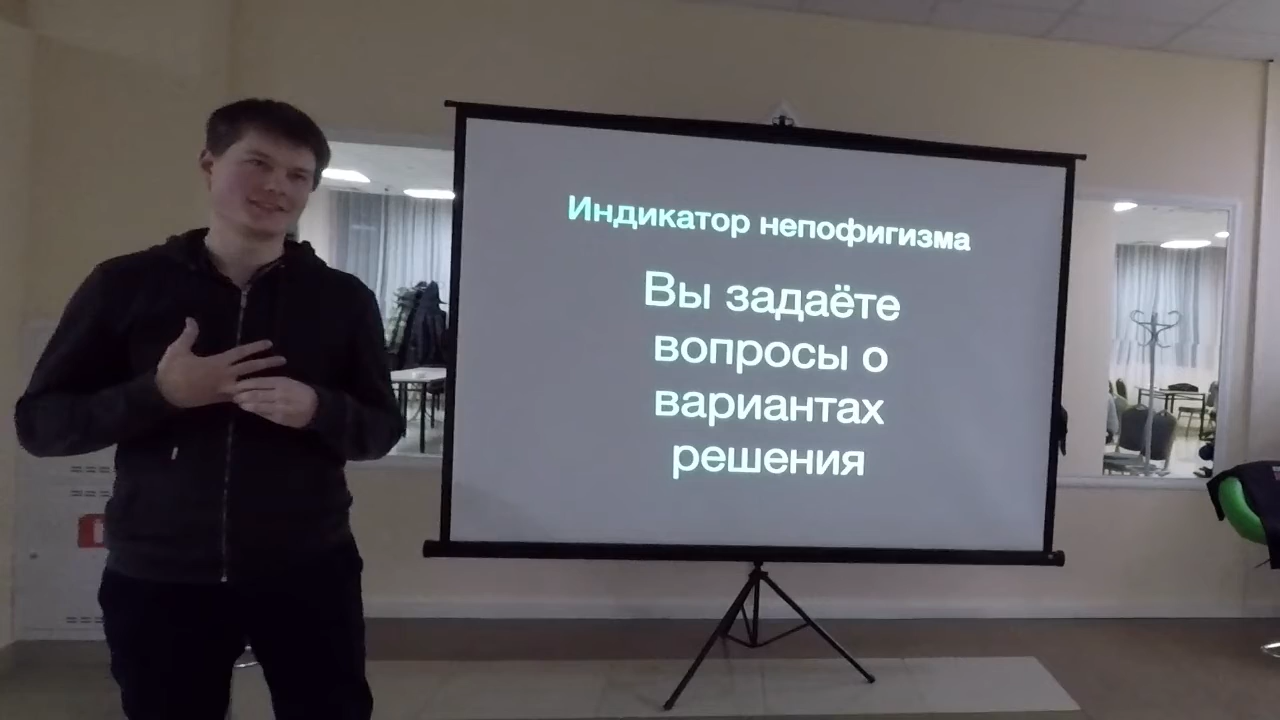 Индикатор непофигизма
Вы задаёте
вопросы о
вариантах
решения